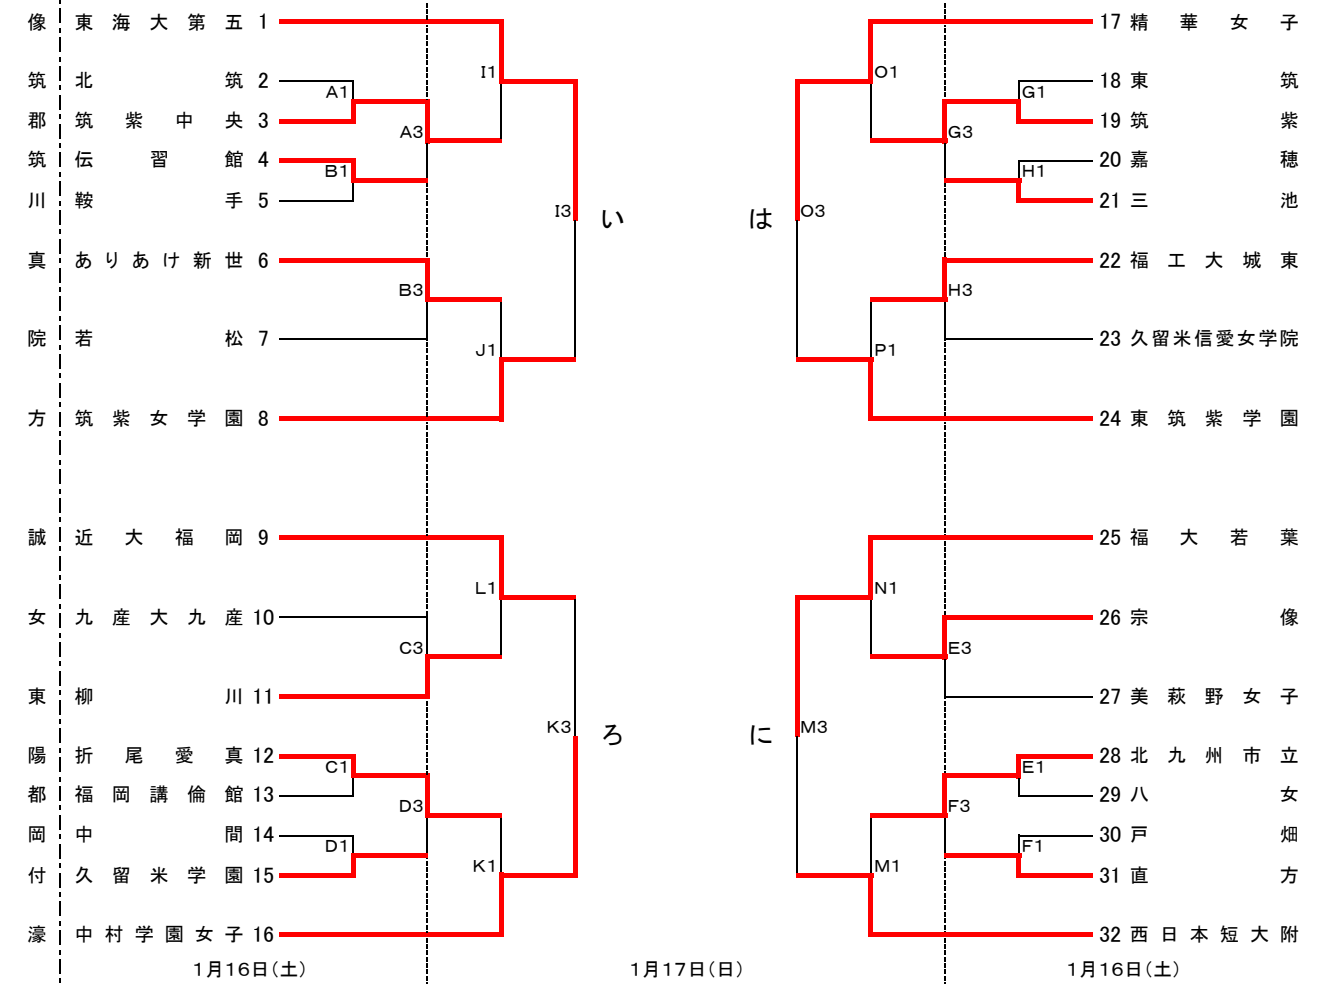 像 東海大第五 1
I1
筑 北筑 2
A1
郡 筑紫中央 3
A3
筑 伝習館 4
B1
川 鞍手 5
I3
い
真 ありあけ新世 6
B3
院 若松 7
J1
方 筑紫女学園 8
誠 近大福岡 9
L1
女 九産大九産 10
C3
東 柳川 11
K3
ろ
陽 折尾愛真 12
C1
都 福岡講倫館 13
D3
岡 中間 14
D1
付 久留米学園 15
K1
濠 中村学園女子 16
1月16日(土)
17 精華女子
O1
18 東筑
G1
19 筑紫
G3
20 嘉穂
H1
21 三池
は
O3
22 福工大城東
H3
23 久留米信愛女学院
P1
24 東筑紫学園
25 福大若葉
N1
26 宗像
E3
27 美萩野女子
に
M3
28 北九州市立
E1
29 八女
F3
30 戸畑
F1
31 直方
M1
32 西日本短大附
1月17日(日)
1月16日(土)